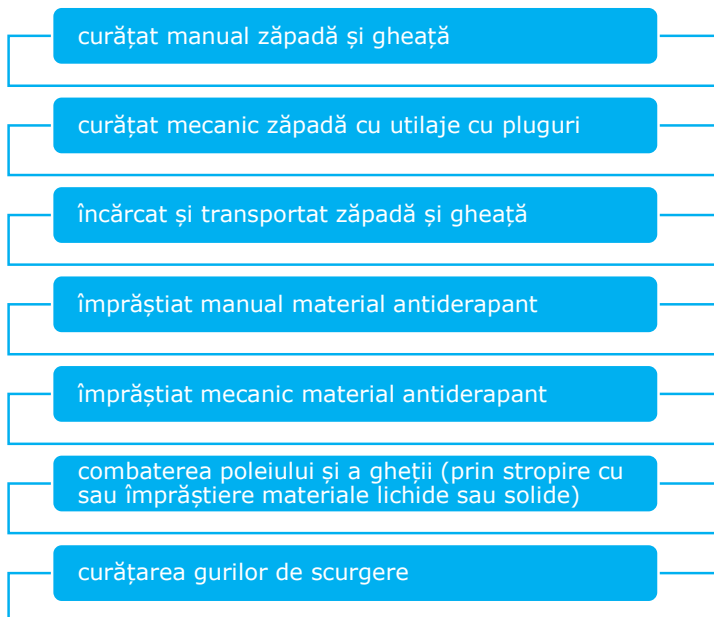 curățat manual zăpadă și gheață
curățat mecanic zăpadă cu utilaje cu pluguri
încărcat și transportat zăpadă și gheață
împrăștiat manual material antiderapant
împrăștiat mecanic material antiderapant
combaterea poleiului și a gheții (prin stropire cu
sau împrăștiere materiale lichide sau solide)
curățarea gurilor de scurgere